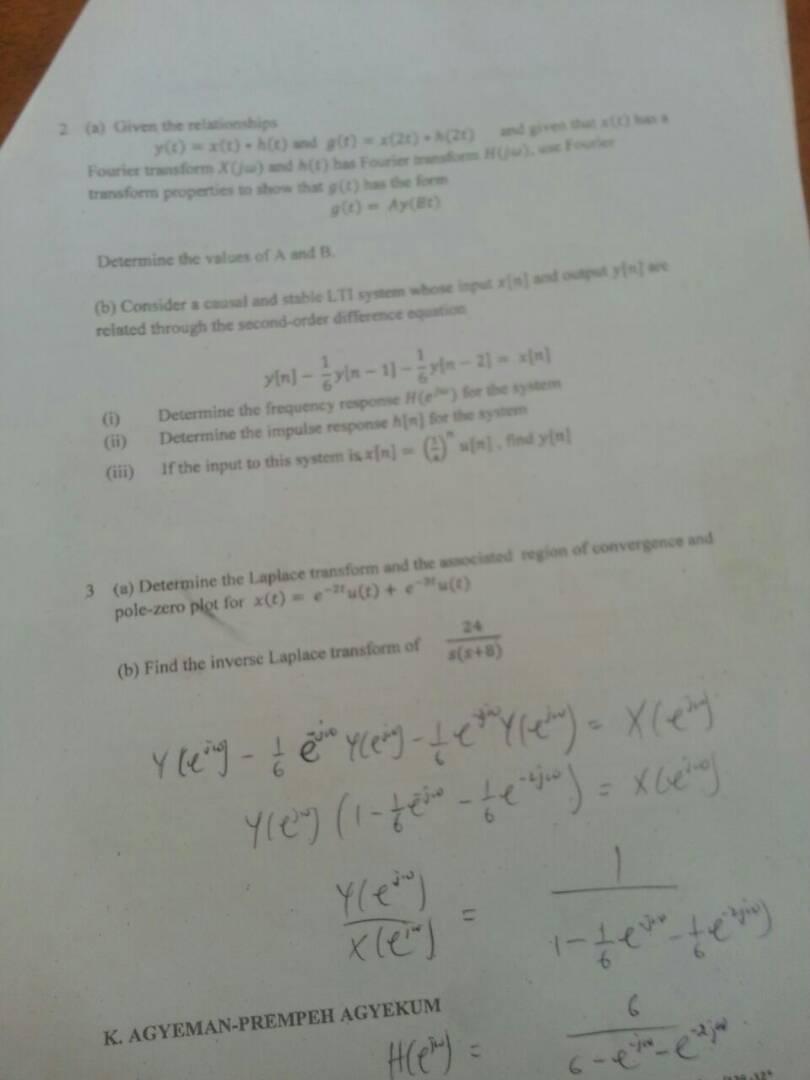 2 (a) Given the relationships
y(t) = x(t) * h(t) and g(t) = x(2t) * h(2t) and given that x(t) has a
Fourier transform X(jω) and h(t) has Fourier transform H(jω), use Fourier
transform properties to show that g(t) has the form
g(t) = Ay(Bt)
Determine the values of A and B.
(b) Consider a causal and stable LTI system whose input x[n] and output y[n] are
related through the second-order difference equation
y[n] − 1/6 y[n − 1] − 1/6 y[n − 2] = x[n]
(i) Determine the frequency response H(e^{jω}) for the system
(ii) Determine the impulse response h[n] for the system
(iii) If the input to this system is x[n] = (1/4)^n u[n], find y[n]
3 (a) Determine the Laplace transform and the associated region of convergence and
pole-zero plot for x(t) = e^{−2t}u(t) + e^{−3t}u(t)
(b) Find the inverse Laplace transform of 24/s(s+8)
Y(e^{jω}) − 1/6 e^{−jω} Y(e^{jω}) − 1/6 e^{−2jω} Y(e^{jω}) = X(e^{jω})
Y(e^{jω}) (1 − 1/6 e^{−jω} − 1/6 e^{−2jω}) = X(e^{jω})
Y(e^{jω})/X(e^{jω}) = 1/(1 − 1/6 e^{−jω} − 1/6 e^{−2jω})
K. AGYEMAN-PREMPEH AGYEKUM
H(e^{jω}) = 6/(6 − e^{−jω} − e^{−2jω})